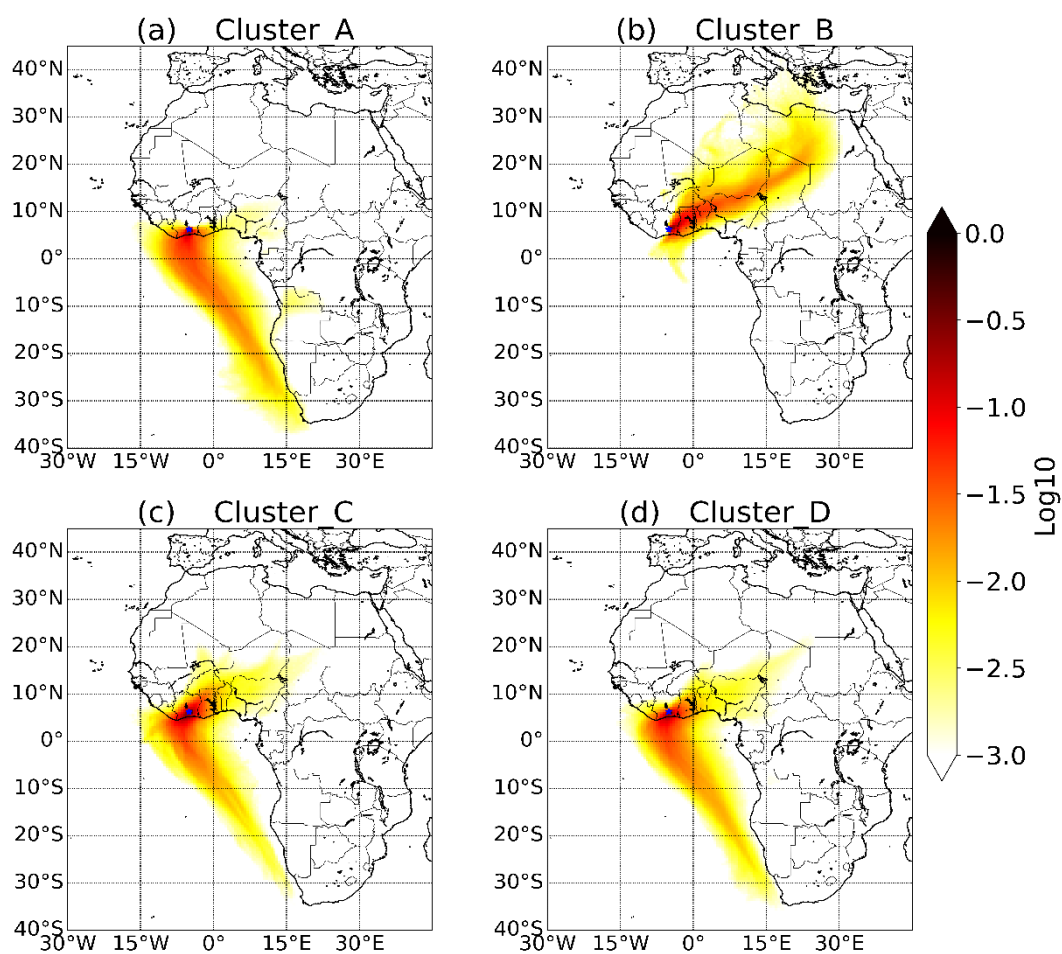 (a) Cluster_A
40°N
30°N
20°N
10°N
0°
10°S
20°S
30°S
40°S
30°W 15°W 0° 15°E 30°E
(b) Cluster_B
40°N
30°N
20°N
10°N
0°
10°S
20°S
30°S
40°S
30°W 15°W 0° 15°E 30°E
(c) Cluster_C
40°N
30°N
20°N
10°N
0°
10°S
20°S
30°S
40°S
30°W 15°W 0° 15°E 30°E
(d) Cluster_D
40°N
30°N
20°N
10°N
0°
10°S
20°S
30°S
40°S
30°W 15°W 0° 15°E 30°E
0.0
−0.5
−1.0
−1.5
−2.0
−2.5
−3.0
Log10